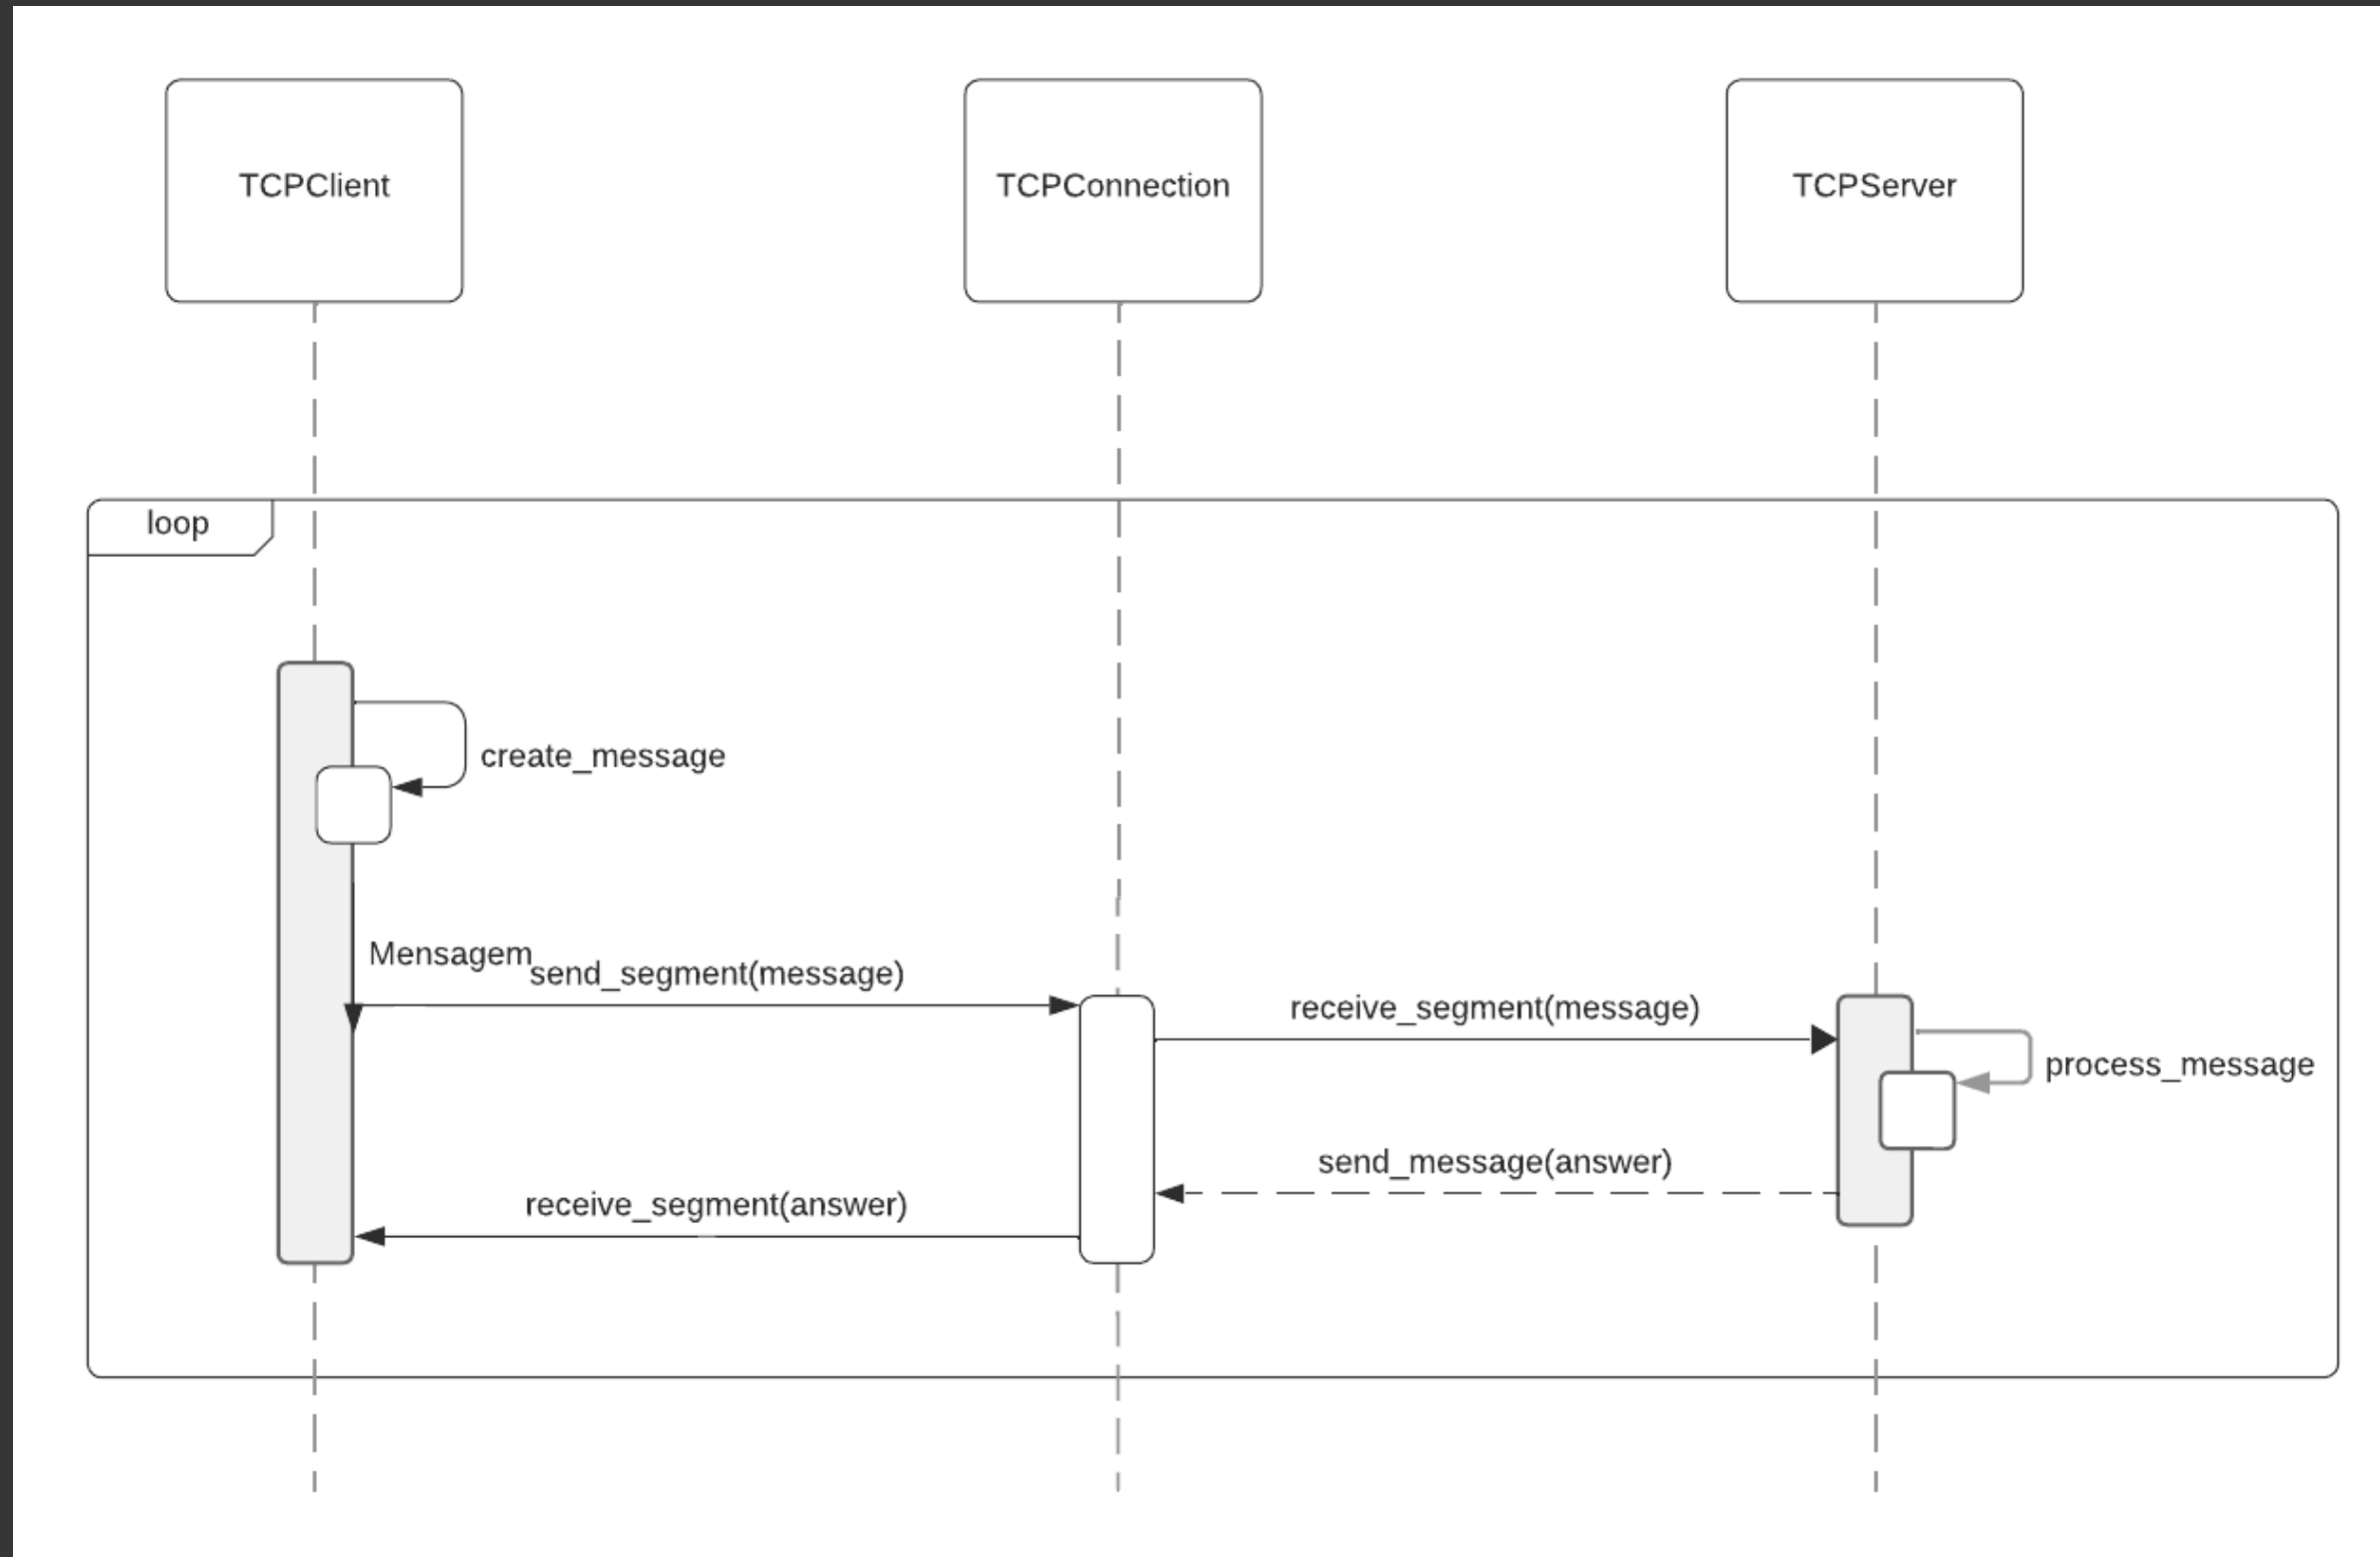 TCPClient
TCPConnection
TCPServer
loop
create_message
Mensagem
send_segment(message)
receive_segment(message)
process_message
send_message(answer)
receive_segment(answer)